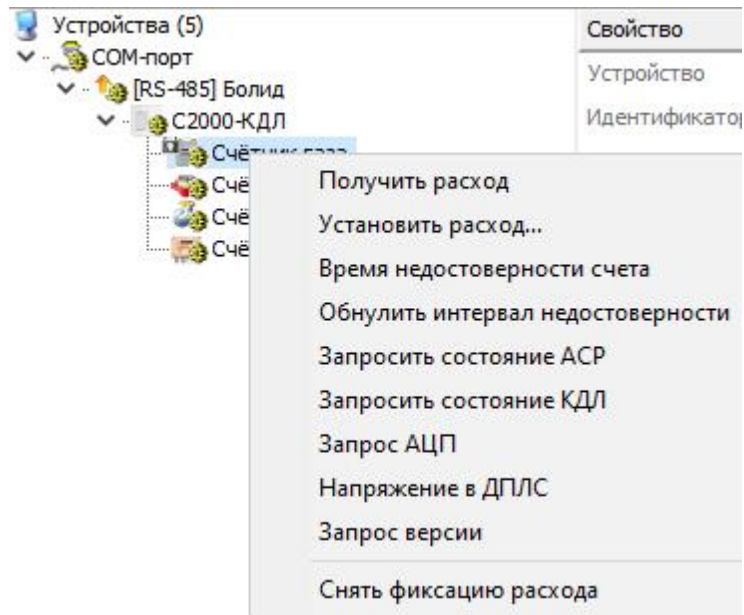 Устройства (5)
Свойство
СОМ-порт
Устройство
[RS-485] Болид
С2000-КДЛ
Получить расход
Установить расход...
Время недостоверности счета
Обнулить интервал недостоверности
Запросить состояние АСР
Запросить состояние КДЛ
Запрос АЦП
Напряжение в ДПЛС
Запрос версии
Снять фиксацию расхода